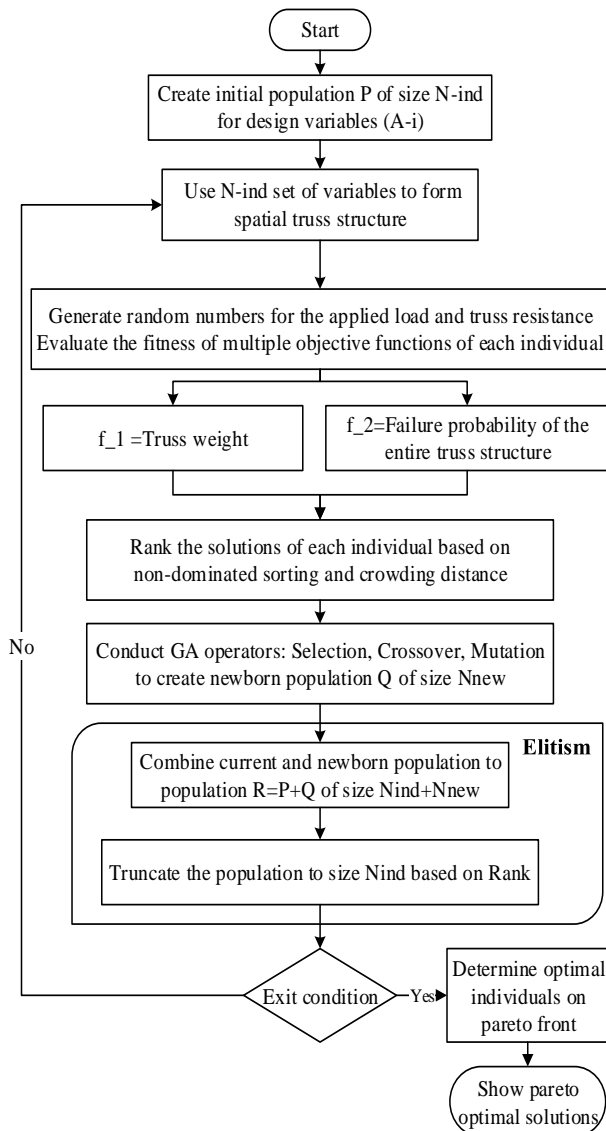 Start
Create initial population P of size N-ind
for design variables (A-i)
Use N-ind set of variables to form
spatial truss structure
Generate random numbers for the applied load and truss resistance
Evaluate the fitness of multiple objective functions of each individual
f_1 =Truss weight
f_2=Failure probability of the
entire truss structure
Rank the solutions of each individual based on
non-dominated sorting and crowding distance
No
Conduct GA operators: Selection, Crossover, Mutation
to create newborn population Q of size Nnew
Elitism
Combine current and newborn population to
population R=P+Q of size Nind+Nnew
Truncate the population to size Nind based on Rank
Exit condition
Yes
Determine optimal
individuals on
pareto front
Show pareto
optimal solutions